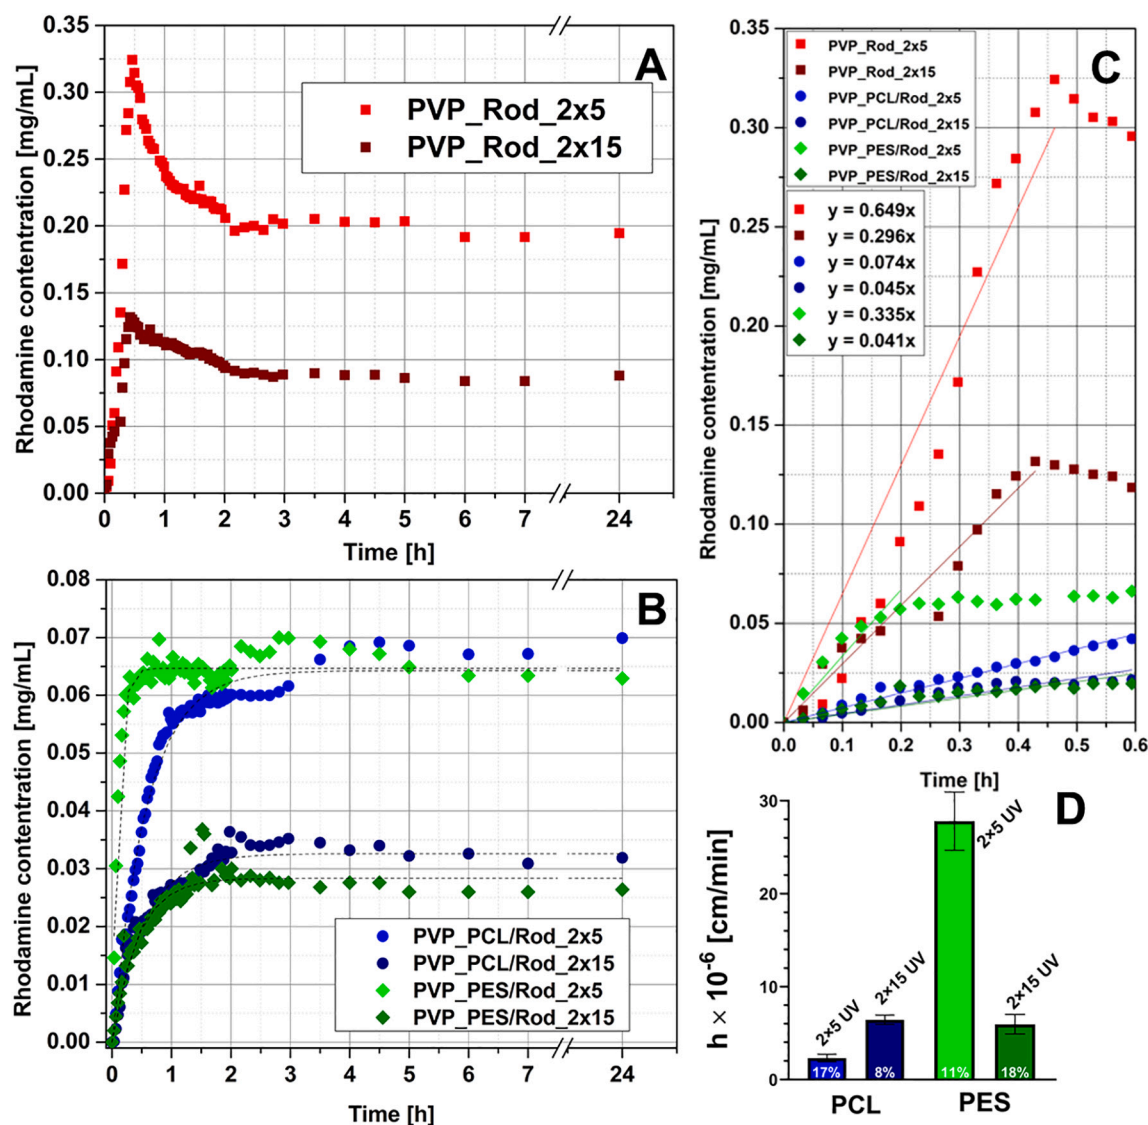 A
Rhodamine contentration [mg/mL]
0.35
0.30
0.25
0.20
0.15
0.10
0.05
0.00
PVP_Rod_2x5
PVP_Rod_2x15
0 1 2 3 4 5 6 7 24
Time [h]
B
Rhodamine contentration [mg/mL]
0.08
0.07
0.06
0.05
0.04
0.03
0.02
0.01
0.00
PVP_PCL/Rod_2x5
PVP_PCL/Rod_2x15
PVP_PES/Rod_2x5
PVP_PES/Rod_2x15
0 1 2 3 4 5 6 7 24
Time [h]
C
Rhodamine contentration [mg/mL]
0.35
0.30
0.25
0.20
0.15
0.10
0.05
0.00
PVP_Rod_2x5
PVP_Rod_2x15
PVP_PCL/Rod_2x5
PVP_PCL/Rod_2x15
PVP_PES/Rod_2x5
PVP_PES/Rod_2x15
y = 0.649x
y = 0.296x
y = 0.074x
y = 0.045x
y = 0.335x
y = 0.041x
0.0 0.1 0.2 0.3 0.4 0.5 0.6
Time [h]
D
h × 10⁻⁶ [cm/min]
30
20
10
0
2×5 UV
2×15 UV
2×5 UV
2×15 UV
17% 8% 11% 18%
PCL PES